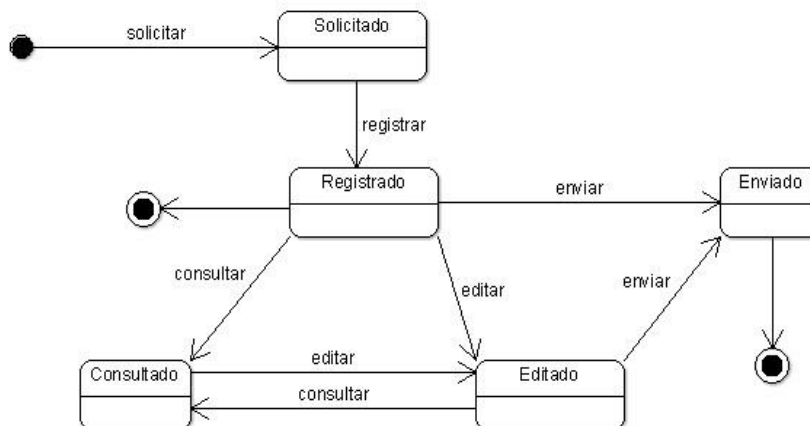 solicitar
Solicitado
registrar
Registrado
enviar
Enviado
consultar
editar
enviar
Consultado
editar
consultar
Editado